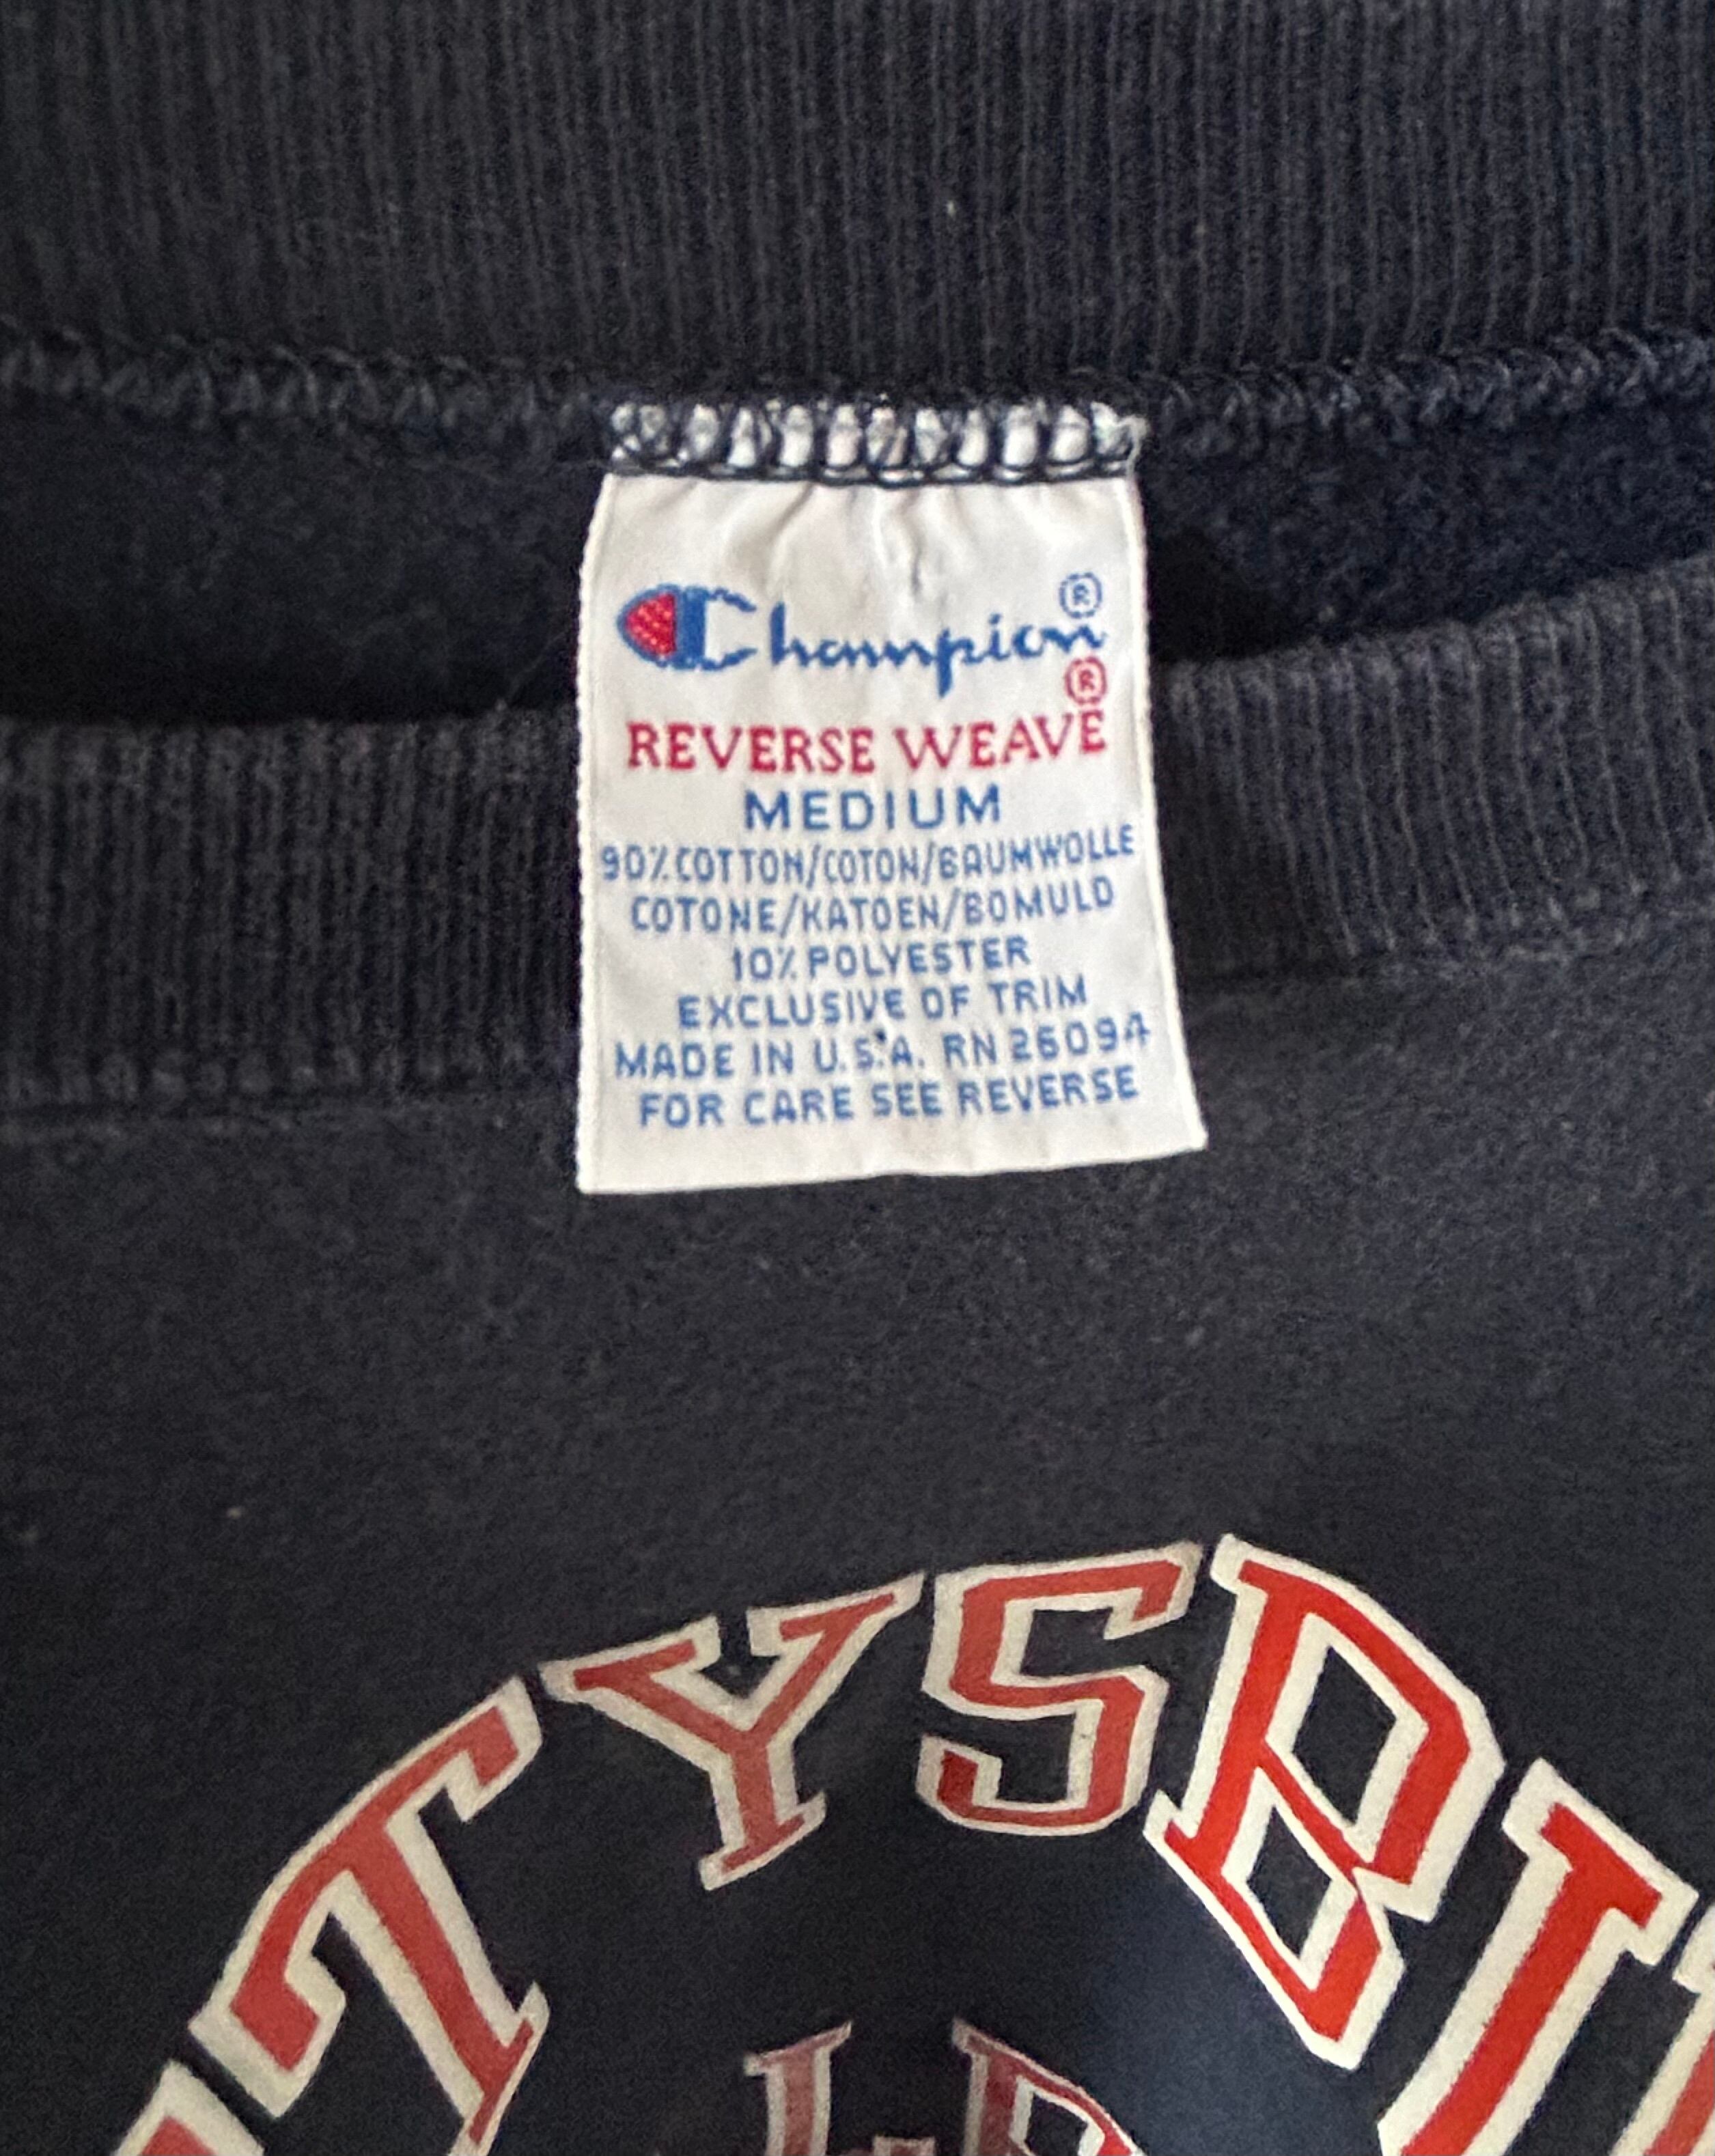 Champion®
REVERSE WEAVE®
MEDIUM
90% COTTON/COTON/BAUMWOLLE
COTONE/KATOEN/BOMULD
10% POLYESTER
EXCLUSIVE OF TRIM
MADE IN U.S.A. RN 26094
FOR CARE SEE REVERSE
TYSBU